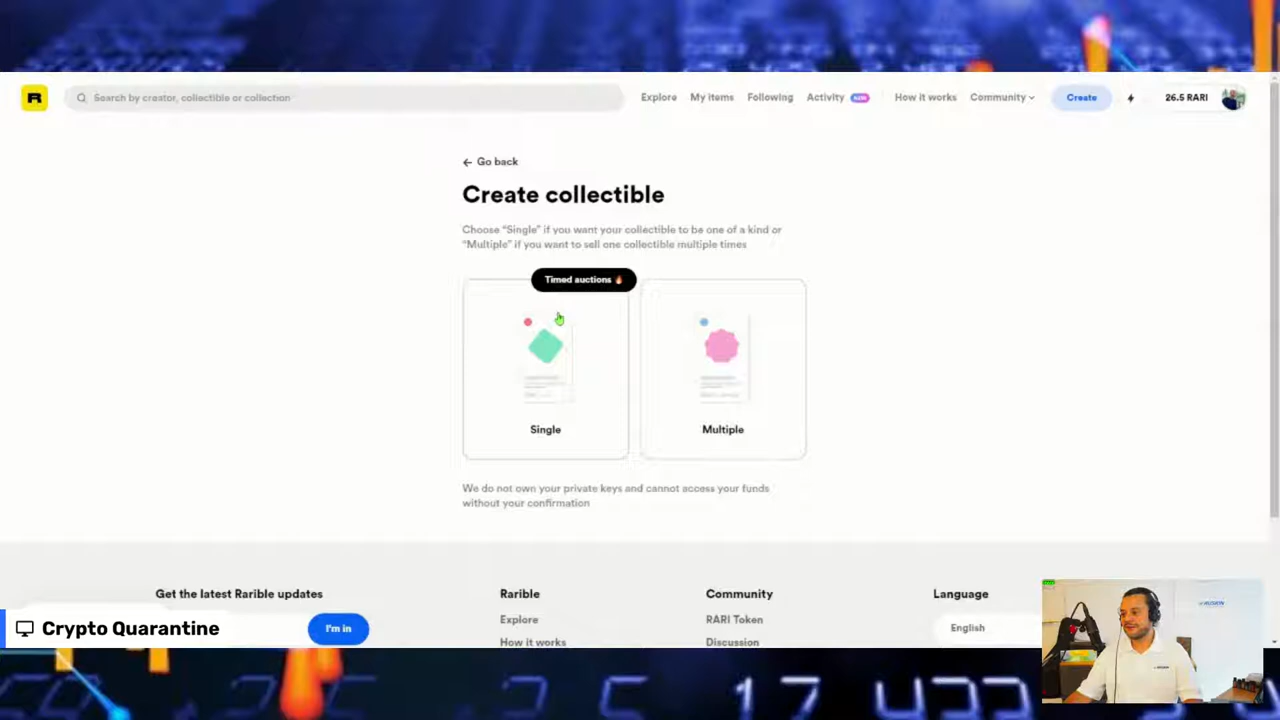 R
Search by creator, collectible or collection
Explore My items Following Activity How it works Community Create 26.5 RARI
Go back
Create collectible
Choose “Single” if you want your collectible to be one of a kind or
“Multiple” if you want to sell one collectible multiple times
Timed auctions
Single Multiple
We do not own your private keys and cannot access your funds
without your confirmation
Get the latest Rarible updates Rarible Community Language
Crypto Quarantine I'm in Explore RARI Token English
How it works Discussion
17,433